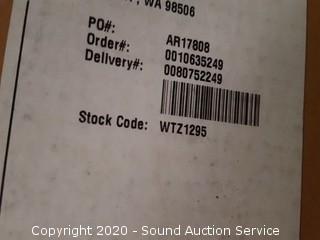 , WA 98506
PO#: AR17808
Order#: 0010635249
Delivery#: 0080752249
Stock Code: WTZ1295
Copyright 2020 - Sound Auction Service